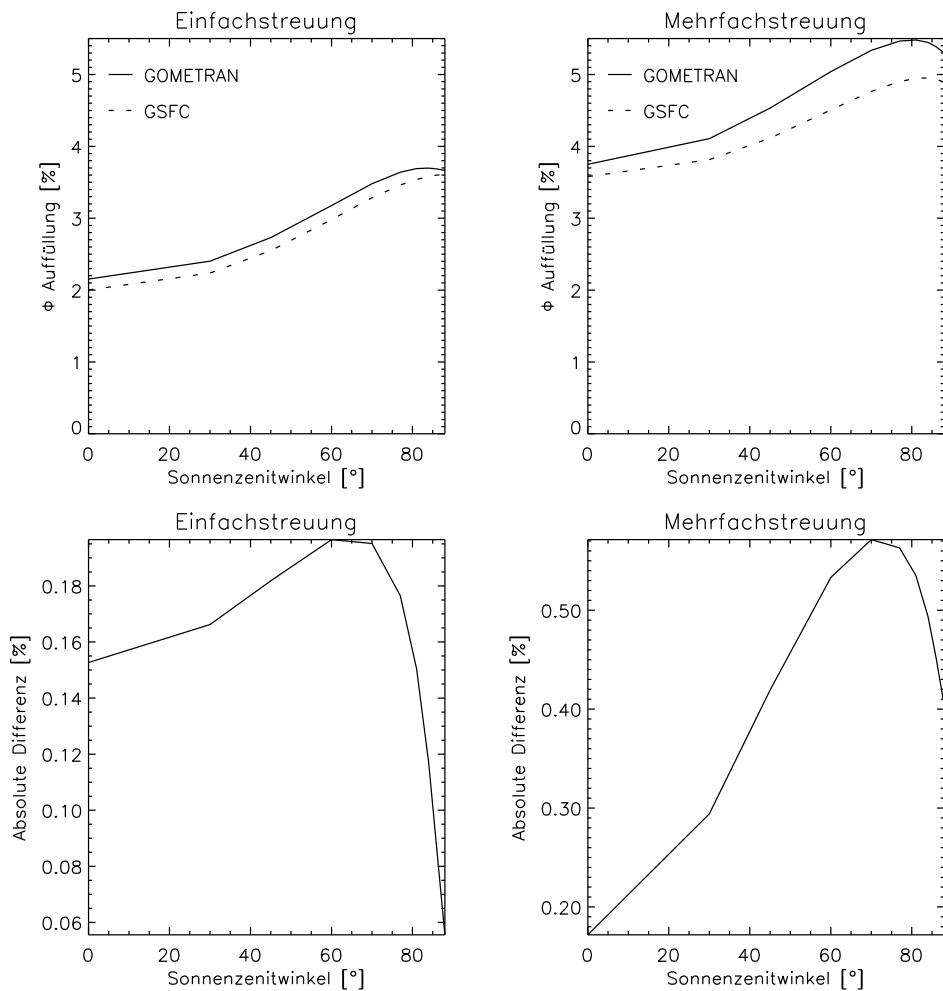 Einfachstreuung
5
4
3
2
1
0
Φ Auffüllung [%]
GOMETRAN
GSFC
0 20 40 60 80
Sonnenzenitwinkel [°]
Mehrfachstreuung
5
4
3
2
1
0
Φ Auffüllung [%]
GOMETRAN
GSFC
0 20 40 60 80
Sonnenzenitwinkel [°]
Einfachstreuung
0.18
0.16
0.14
0.12
0.10
0.08
0.06
Absolute Differenz [%]
0 20 40 60 80
Sonnenzenitwinkel [°]
Mehrfachstreuung
0.50
0.40
0.30
0.20
Absolute Differenz [%]
0 20 40 60 80
Sonnenzenitwinkel [°]